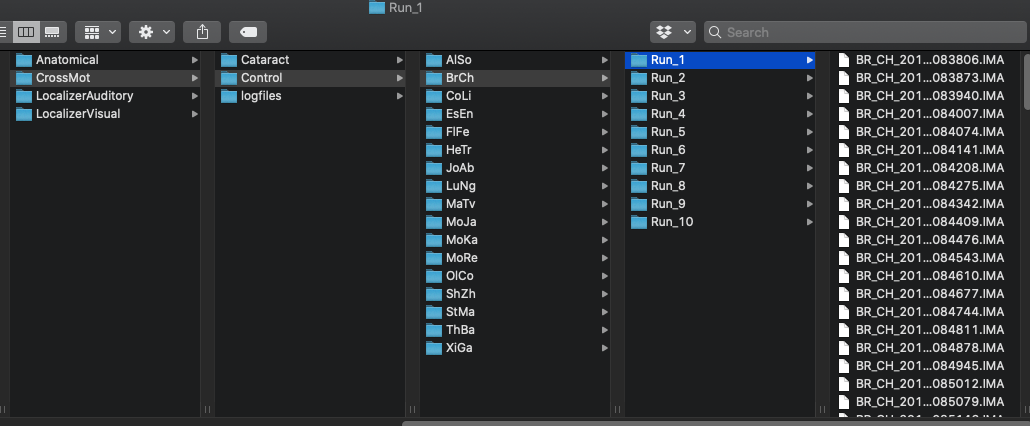 Run_1
Search
Anatomical
CrossMot
LocalizerAuditory
LocalizerVisual
Cataract
Control
logfiles
AlSo
BrCh
CoLi
EsEn
FlFe
HeTr
JoAb
LuNg
MaTv
MoJa
MoKa
MoRe
OlCo
ShZh
StMa
ThBa
XiGa
Run_1
Run_2
Run_3
Run_4
Run_5
Run_6
Run_7
Run_8
Run_9
Run_10
BR_CH_201...083806.IMA
BR_CH_201...083873.IMA
BR_CH_201...083940.IMA
BR_CH_201...084007.IMA
BR_CH_201...084074.IMA
BR_CH_201...084141.IMA
BR_CH_201...084208.IMA
BR_CH_201...084275.IMA
BR_CH_201...084342.IMA
BR_CH_201...084409.IMA
BR_CH_201...084476.IMA
BR_CH_201...084543.IMA
BR_CH_201...084610.IMA
BR_CH_201...084677.IMA
BR_CH_201...084744.IMA
BR_CH_201...084811.IMA
BR_CH_201...084878.IMA
BR_CH_201...084945.IMA
BR_CH_201...085012.IMA
BR_CH_201...085079.IMA